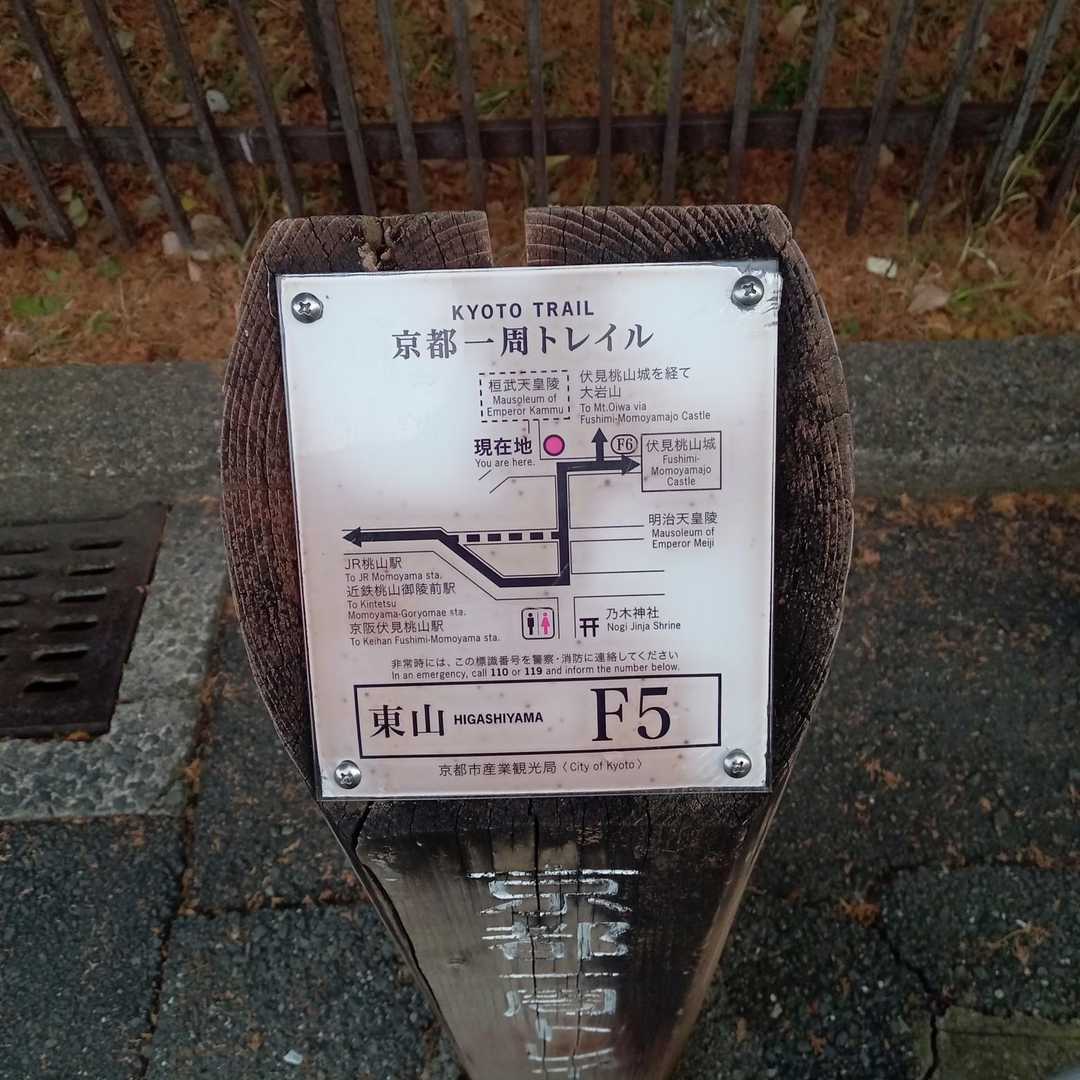 KYOTO TRAIL
京都一周トレイル
桓武天皇陵
Mausoleum of
Emperor Kammu
伏見桃山城を経て
大岩山
To Mt.Oiwa via
Fushimi-Momoyamajo Castle
現在地
You are here.
F6
伏見桃山城
Fushimi-
Momoyamajo
Castle
明治天皇陵
Mausoleum of
Emperor Meiji
JR桃山駅
To JR Momoyama sta.
近鉄桃山御陵前駅
To Kintetsu
Momoyama-Goryomae sta.
京阪伏見桃山駅
To Keihan Fushimi-Momoyama sta.
乃木神社
Nogi Jinja Shrine
非常時には、この標識番号を警察・消防に連絡してください
In an emergency, call 110 or 119 and inform the number below.
東山 HIGASHIYAMA F5
京都市産業観光局〈City of Kyoto〉
京都一周